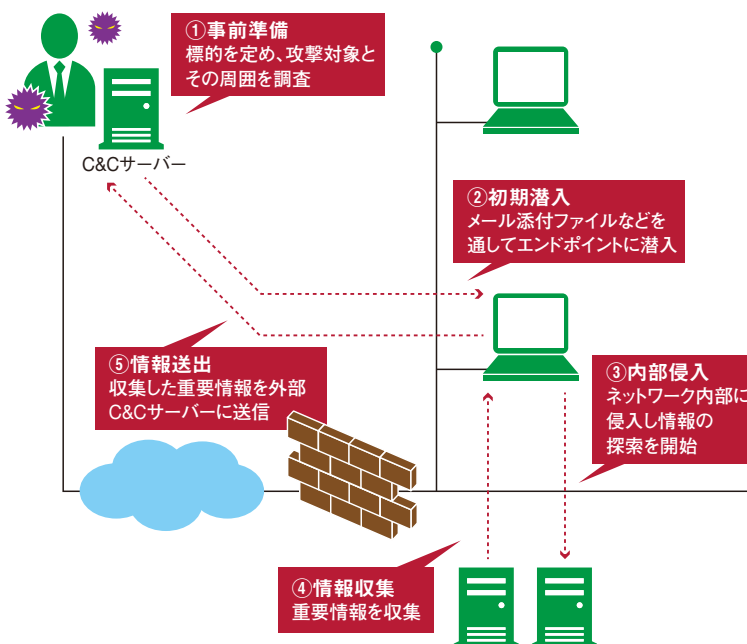 ①事前準備
標的を定め、攻撃対象と
その周囲を調査
C&Cサーバー
②初期潜入
メール添付ファイルなどを
通してエンドポイントに潜入
⑤情報送出
収集した重要情報を外部
C&Cサーバーに送信
③内部侵入
ネットワーク内部に
侵入し情報の
探索を開始
④情報収集
重要情報を収集